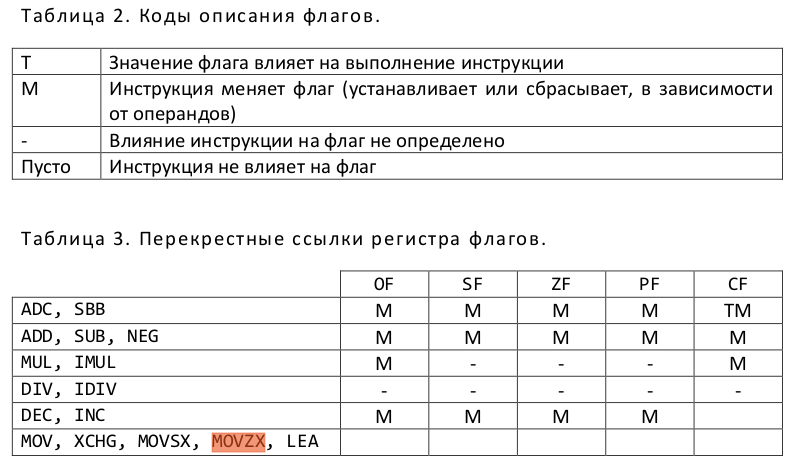 Таблица 2. Коды описания флагов.
Т Значение флага влияет на выполнение инструкции
М Инструкция меняет флаг (устанавливает или сбрасывает, в зависимости
от операндов)
- Влияние инструкции на флаг не определено
Пусто Инструкция не влияет на флаг
Таблица 3. Перекрестные ссылки регистра флагов.
OF SF ZF PF CF
ADC, SBB М М М М ТМ
ADD, SUB, NEG М М М М М
MUL, IMUL М - - - М
DIV, IDIV - - - - -
DEC, INC М М М М
MOV, XCHG, MOVSX, MOVZX, LEA